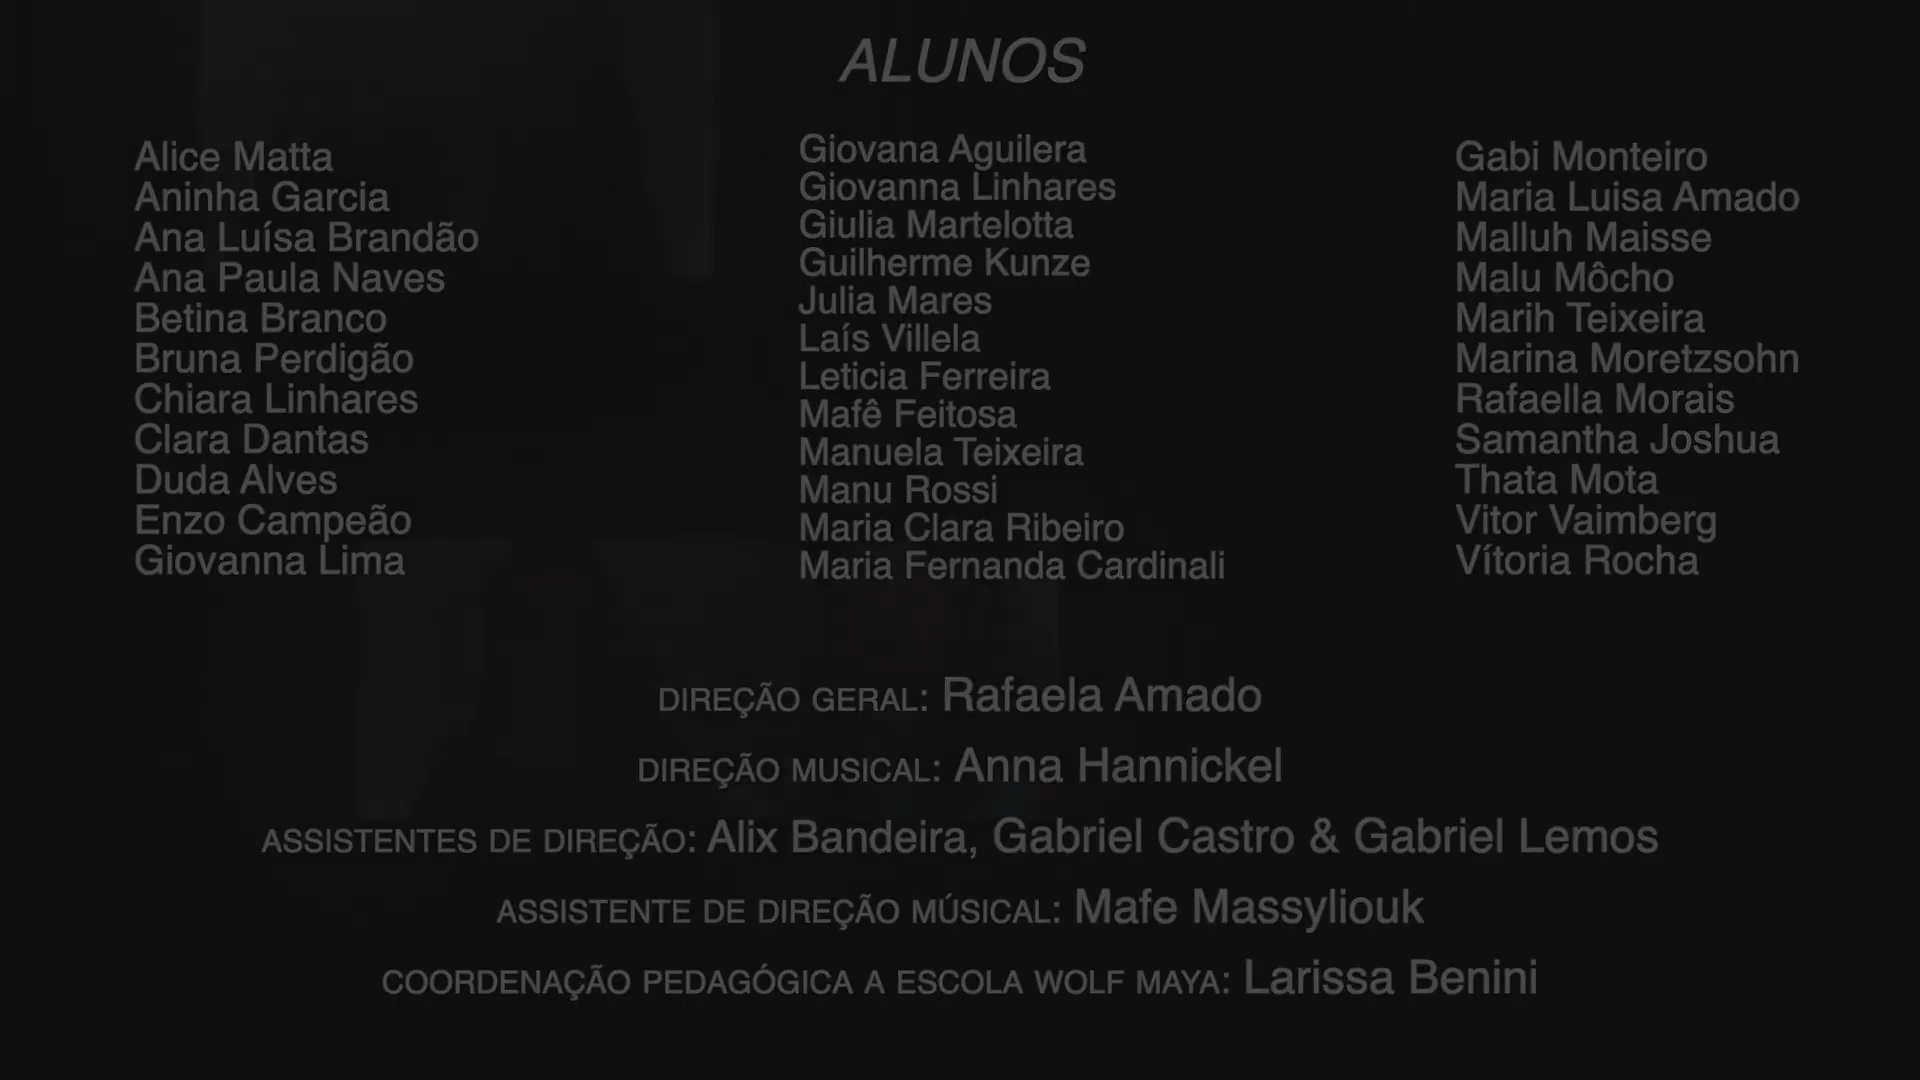 ALUNOS
Alice Matta
Aninha Garcia
Ana Luísa Brandão
Ana Paula Naves
Betina Branco
Bruna Perdigão
Chiara Linhares
Clara Dantas
Duda Alves
Enzo Campeão
Giovanna Lima
Giovana Aguilera
Giovanna Linhares
Giulia Martelotta
Guilherme Kunze
Julia Mares
Laís Villela
Leticia Ferreira
Mafê Feitosa
Manuela Teixeira
Manu Rossi
Maria Clara Ribeiro
Maria Fernanda Cardinali
Gabi Monteiro
Maria Luisa Amado
Malluh Maisse
Malu Môcho
Marih Teixeira
Marina Moretzsohn
Rafaella Morais
Samantha Joshua
Thata Mota
Vitor Vaimberg
Vítoria Rocha
DIREÇÃO GERAL: Rafaela Amado
DIREÇÃO MUSICAL: Anna Hannickel
ASSISTENTES DE DIREÇÃO: Alix Bandeira, Gabriel Castro & Gabriel Lemos
ASSISTENTE DE DIREÇÃO MÚSICAL: Mafe Massyliouk
COORDENAÇÃO PEDAGÓGICA A ESCOLA WOLF MAYA: Larissa Benini